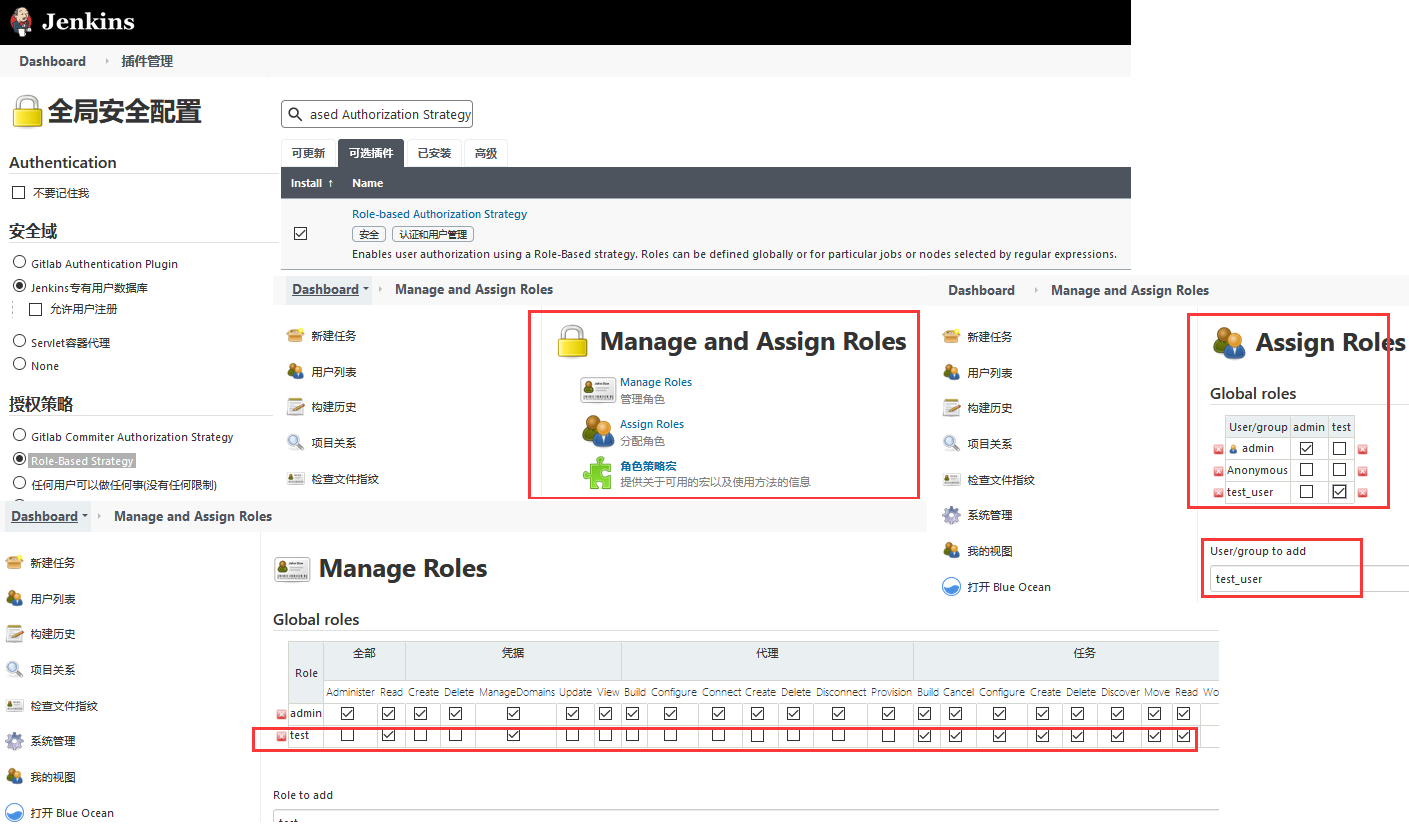 Jenkins
Dashboard 插件管理
全局安全配置
Authentication
不要记住我
安全域
Gitlab Authentication Plugin
Jenkins专有用户数据库
允许用户注册
Servlet容器代理
None
授权策略
Gitlab Commiter Authorization Strategy
Role-Based Strategy
任何用户可以做任何事(没有任何限制)
ased Authorization Strategy
可更新 可选插件 已安装 高级
Install ↑ Name
Role-based Authorization Strategy
安全 认证和用户管理
Enables user authorization using a Role-Based strategy. Roles can be defined globally or for particular jobs or nodes selected by regular expressions.
Dashboard Manage and Assign Roles
新建任务
用户列表
构建历史
项目关系
检查文件指纹
Manage and Assign Roles
Manage Roles
管理角色
Assign Roles
分配角色
角色策略宏
提供关于可用的宏以及使用方法的信息
Dashboard Manage and Assign Roles
新建任务
用户列表
构建历史
项目关系
检查文件指纹
系统管理
我的视图
打开 Blue Ocean
Assign Roles
Global roles
User/group admin test
admin
Anonymous
test_user
User/group to add
test_user
Dashboard Manage and Assign Roles
新建任务
用户列表
构建历史
项目关系
检查文件指纹
系统管理
我的视图
打开 Blue Ocean
Manage Roles
Global roles
Role 全部 凭据 代理 任务
Administer Read Create Delete ManageDomains Update View Build Configure Connect Create Delete Disconnect Provision Build Cancel Configure Create Delete Discover Move Read Wo
admin
test
Role to add
test